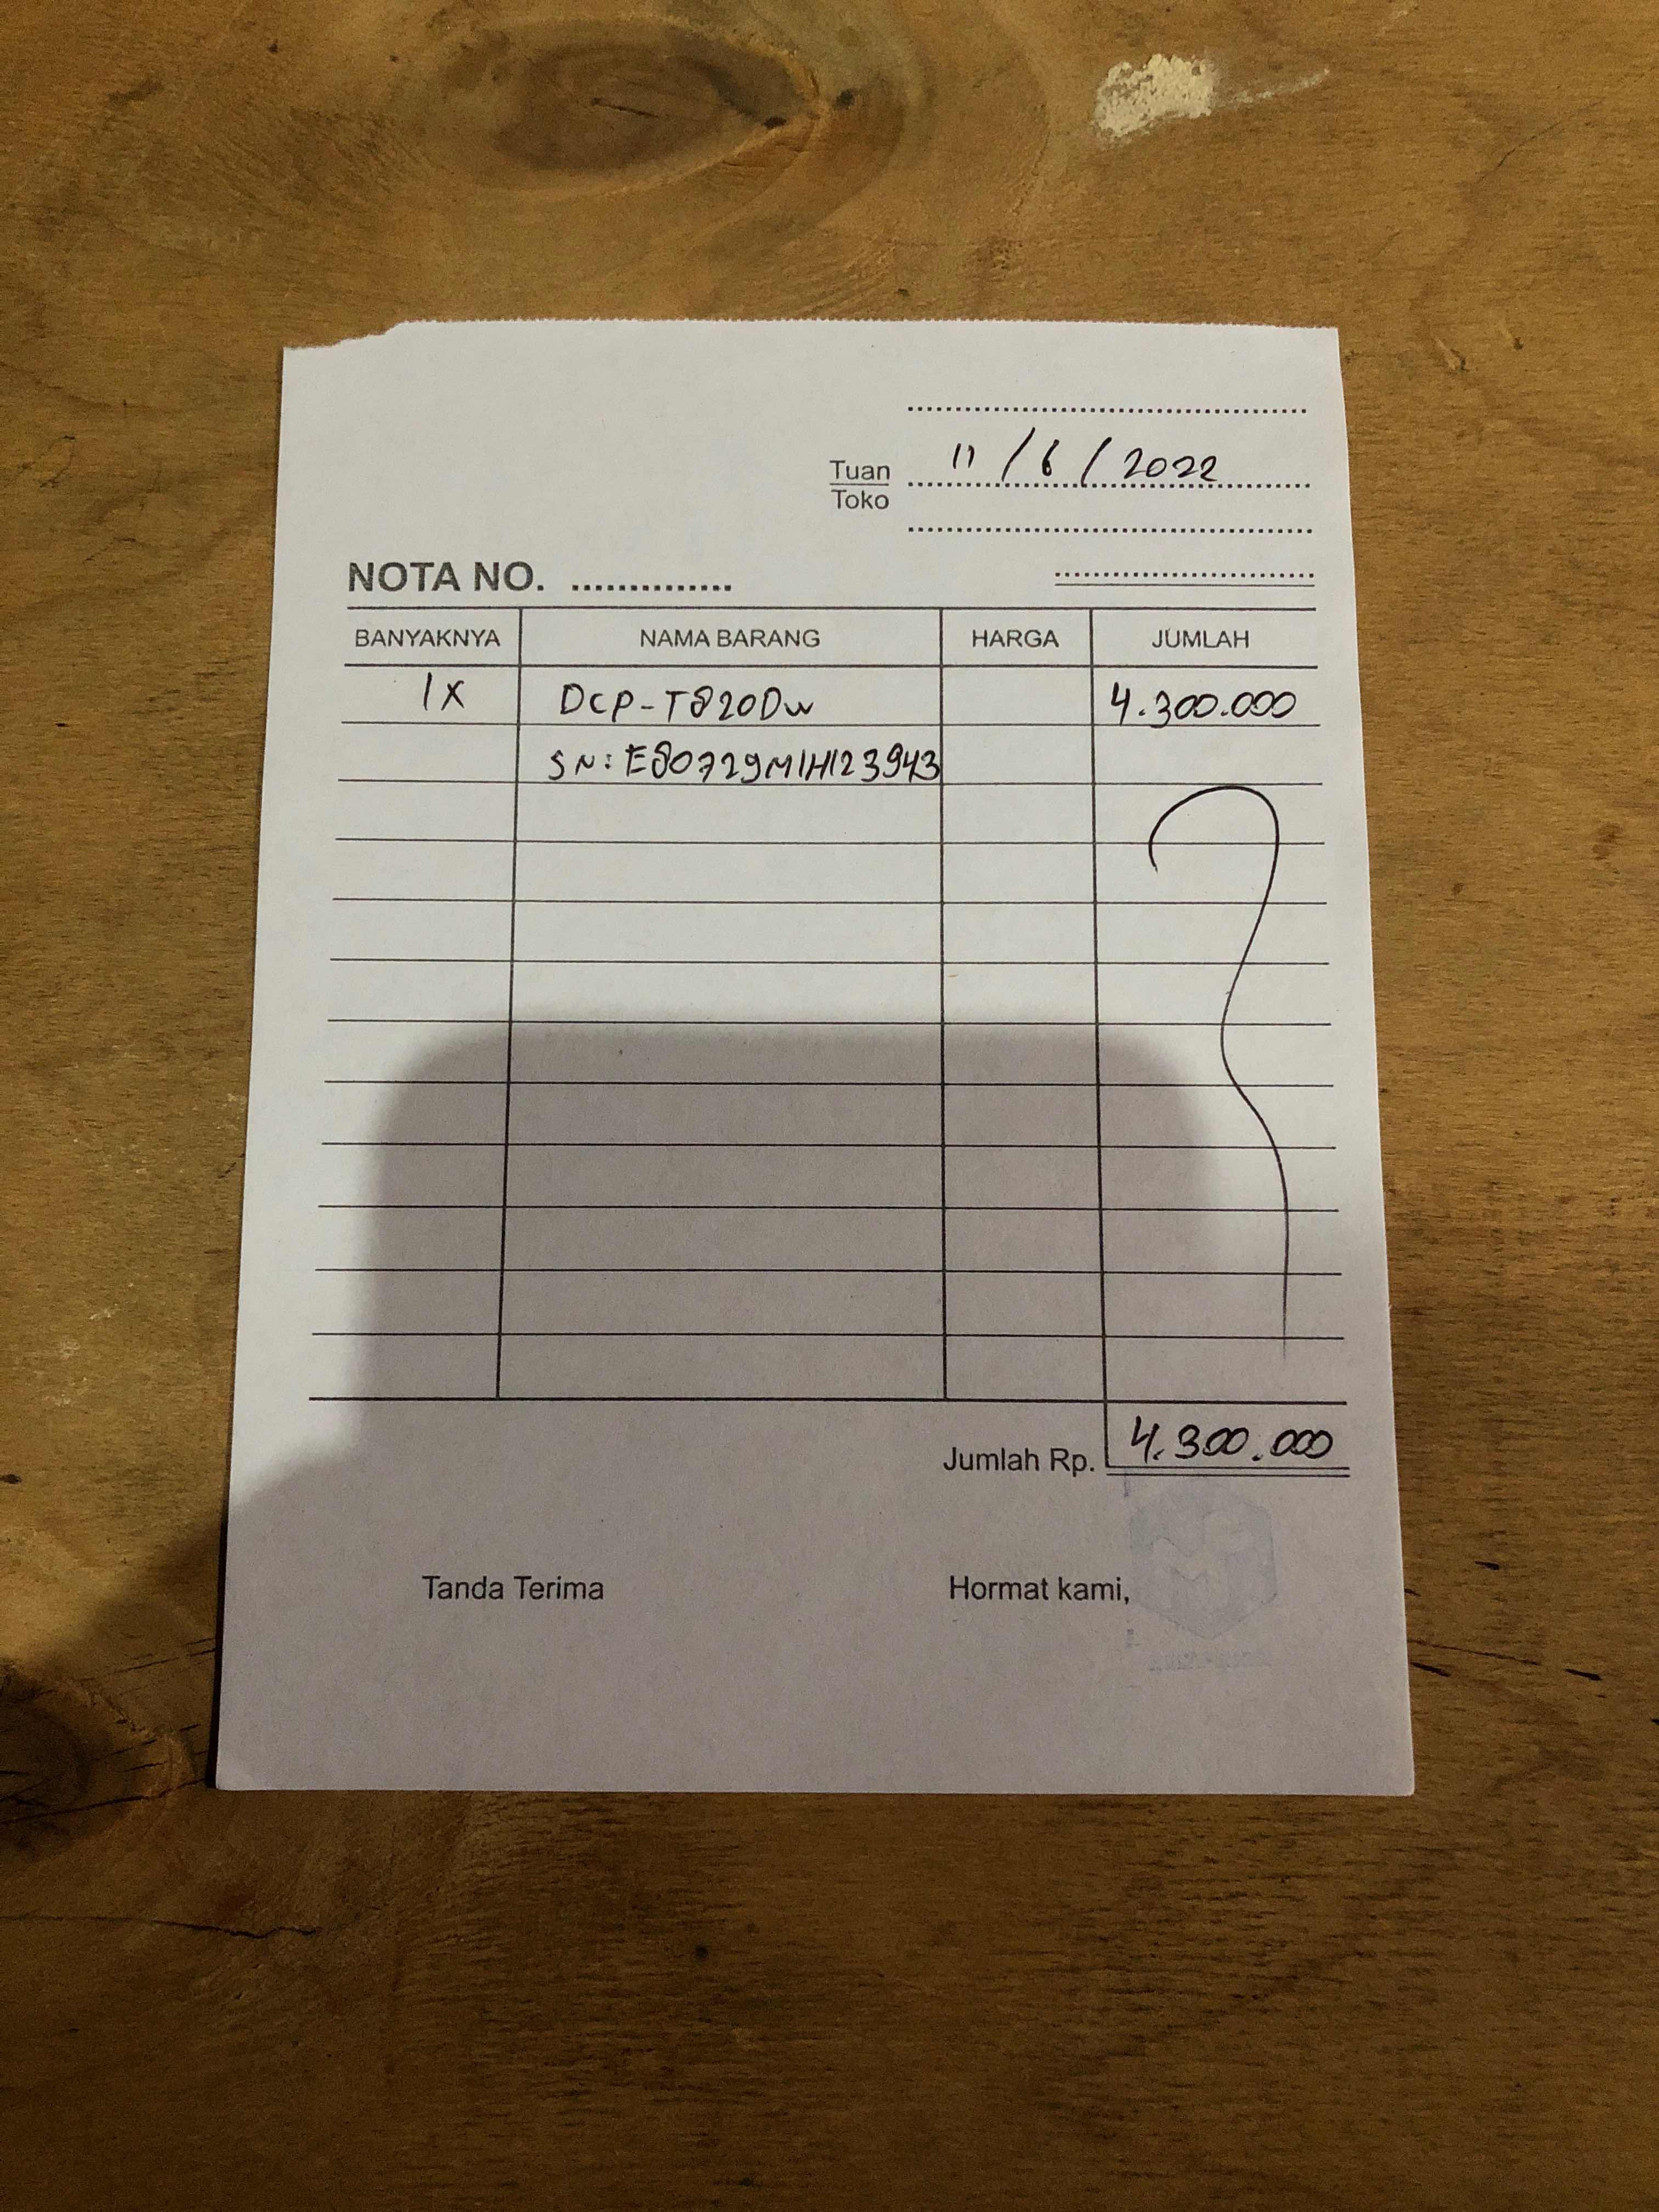 11/6/2022
Tuan
Toko
NOTA NO. ..............
BANYAKNYA NAMA BARANG HARGA JUMLAH
1X DCP-T820DW 4.300.000
SN: E80729M1H123943
Jumlah Rp. 4.300.000
Tanda Terima Hormat kami,